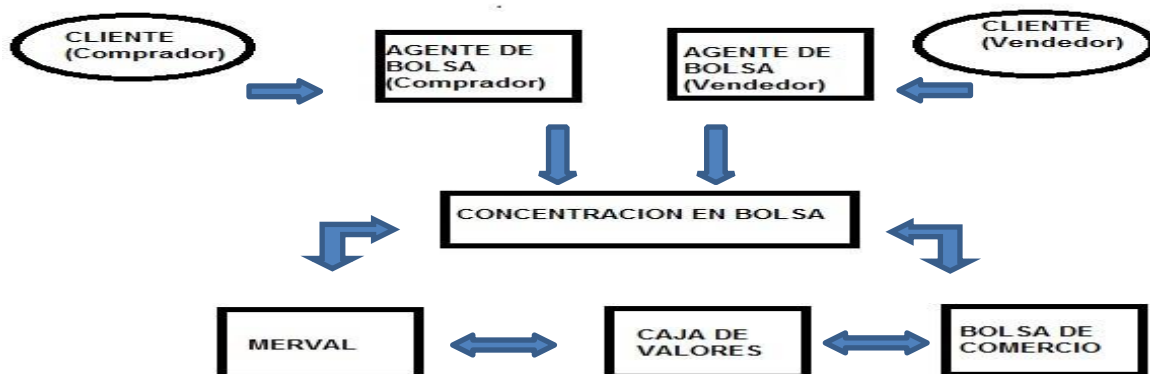 CLIENTE
(Comprador)
AGENTE DE
BOLSA
(Comprador)
AGENTE DE
BOLSA
(Vendedor)
CLIENTE
(Vendedor)
CONCENTRACION EN BOLSA
MERVAL
CAJA DE
VALORES
BOLSA DE
COMERCIO